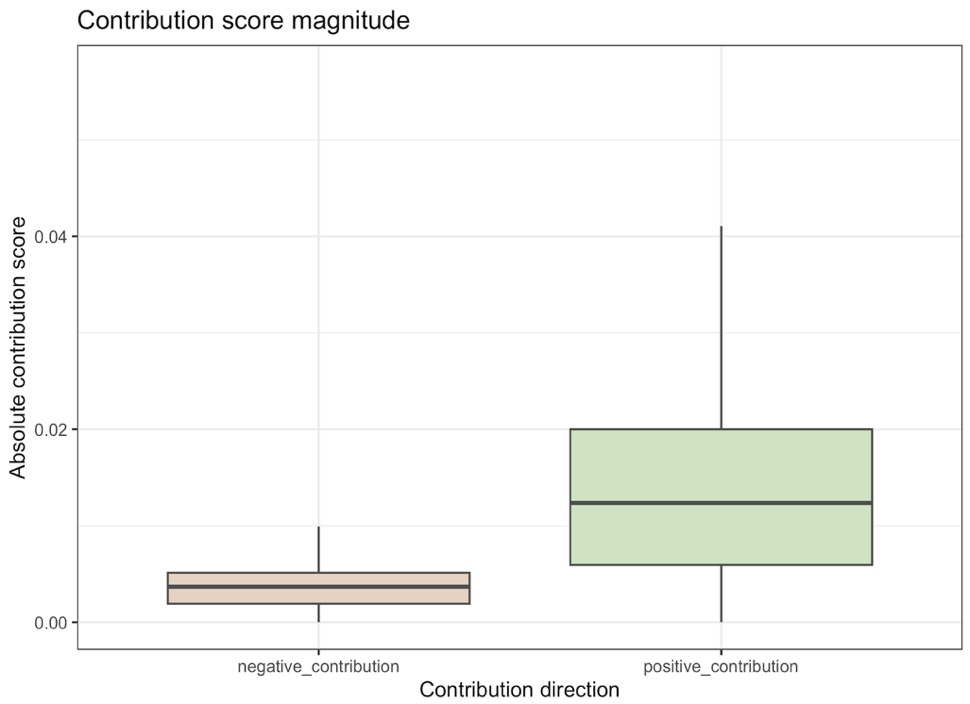 Contribution score magnitude
Absolute contribution score
0.04
0.02
0.00
negative_contribution
positive_contribution
Contribution direction